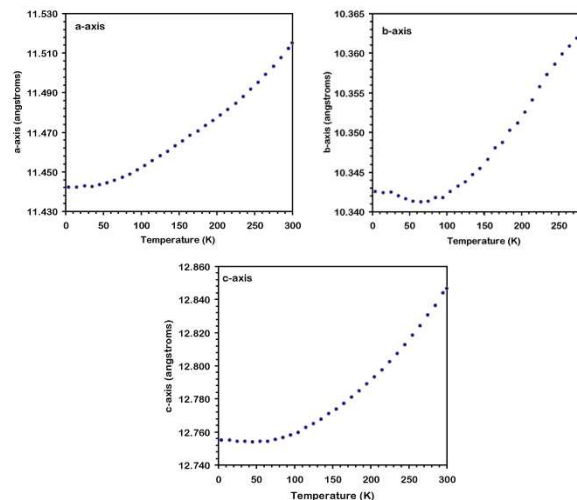 a-axis
11.530
11.510
11.490
11.470
11.450
11.430
a-axis (angstroms)
0 50 100 150 200 250 300
Temperature (K)
b-axis
10.365
10.360
10.355
10.350
10.345
10.340
b-axis (angstroms)
0 50 100 150 200 250
Temperature (K)
c-axis
12.860
12.840
12.820
12.800
12.780
12.760
12.740
c-axis (angstroms)
0 50 100 150 200 250 300
Temperature (K)